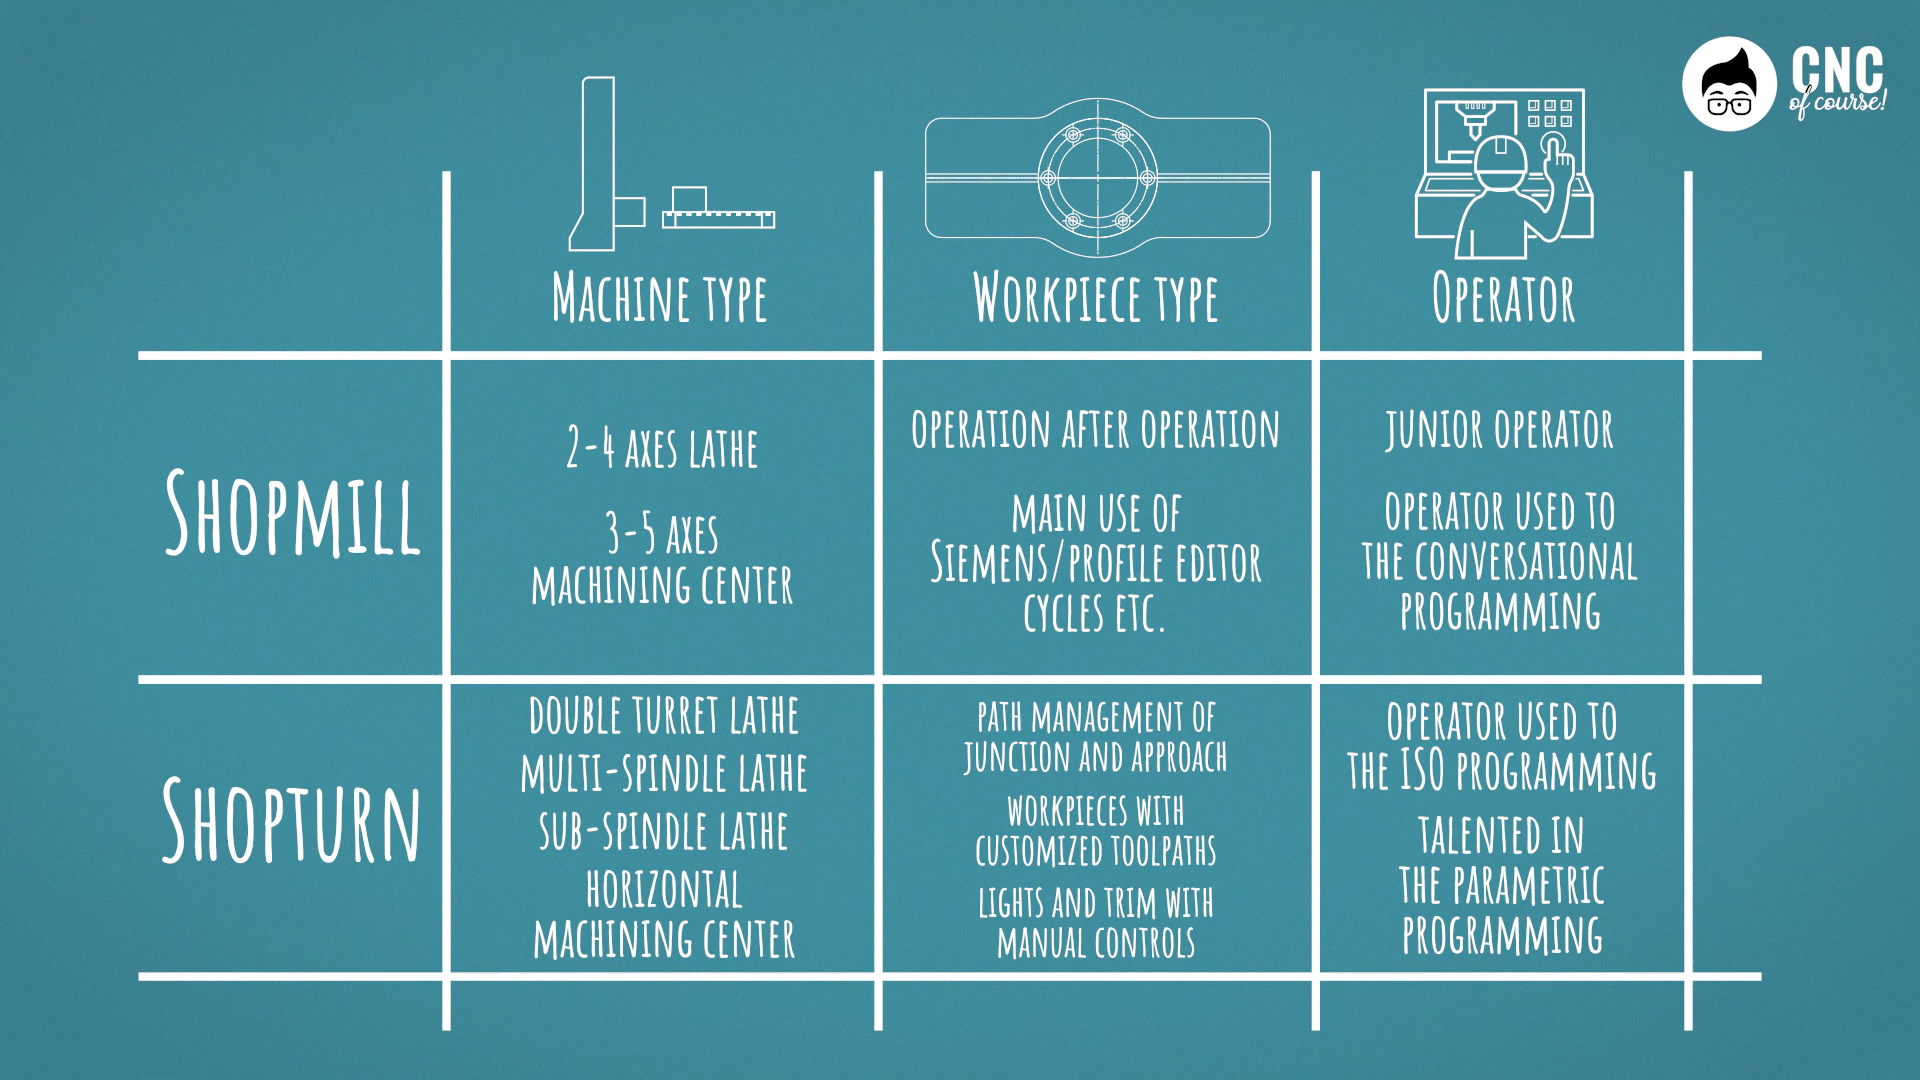 CNC
of course!
Machine type
Workpiece type
Operator
Shopmill
2-4 axes lathe
3-5 axes
machining center
operation after operation
main use of
Siemens/profile editor
cycles etc.
junior operator
operator used to
the conversational
programming
Shopturn
double turret lathe
multi-spindle lathe
sub-spindle lathe
horizontal
machining center
path management of
junction and approach
workpieces with
customized toolpaths
lights and trim with
manual controls
operator used to
the ISO programming
talented in
the parametric
programming